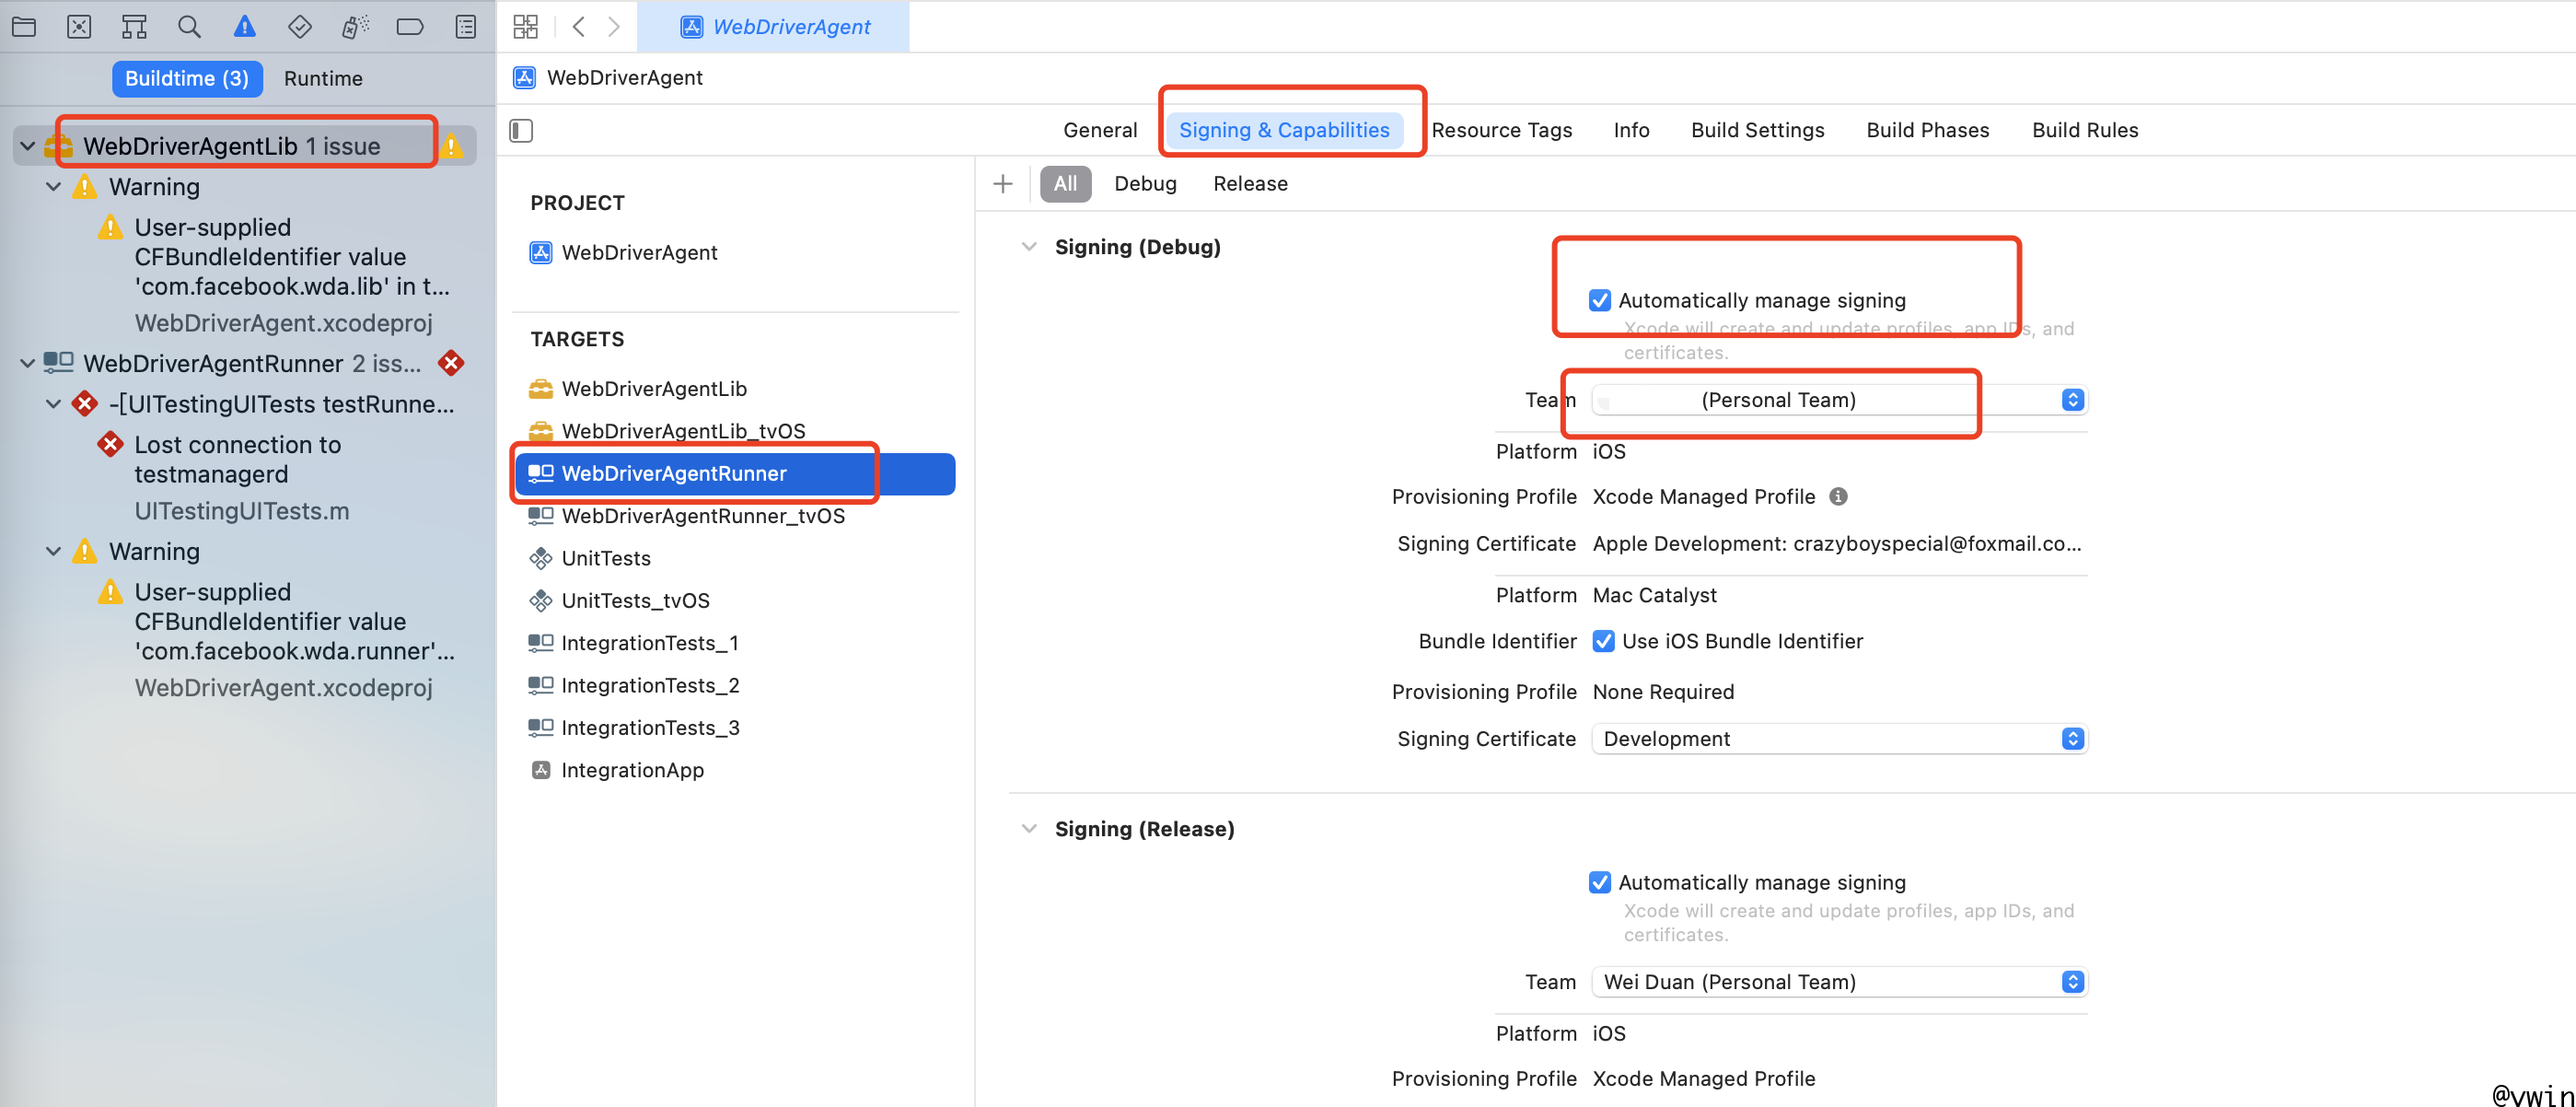 WebDriverAgent
Buildtime (3)
Runtime
WebDriverAgent
WebDriverAgentLib 1 issue
Warning
User-supplied
CFBundleIdentifier value
'com.facebook.wda.lib' in t...
WebDriverAgent.xcodeproj
WebDriverAgentRunner 2 iss...
-[UITestingUITests testRunne...
Lost connection to
testmanagerd
UITestingUITests.m
Warning
User-supplied
CFBundleIdentifier value
'com.facebook.wda.runner'...
WebDriverAgent.xcodeproj
General
Signing & Capabilities
Resource Tags
Info
Build Settings
Build Phases
Build Rules
PROJECT
WebDriverAgent
TARGETS
WebDriverAgentLib
WebDriverAgentLib_tvOS
WebDriverAgentRunner
WebDriverAgentRunner_tvOS
UnitTests
UnitTests_tvOS
IntegrationTests_1
IntegrationTests_2
IntegrationTests_3
IntegrationApp
All
Debug
Release
Signing (Debug)
Automatically manage signing
Xcode will create and update profiles, app IDs, and
certificates.
Team (Personal Team)
Platform iOS
Provisioning Profile Xcode Managed Profile
Signing Certificate Apple Development: crazyboyspecial@foxmail.co...
Platform Mac Catalyst
Bundle Identifier Use iOS Bundle Identifier
Provisioning Profile None Required
Signing Certificate Development
Signing (Release)
Automatically manage signing
Xcode will create and update profiles, app IDs, and
certificates.
Team Wei Duan (Personal Team)
Platform iOS
Provisioning Profile Xcode Managed Profile